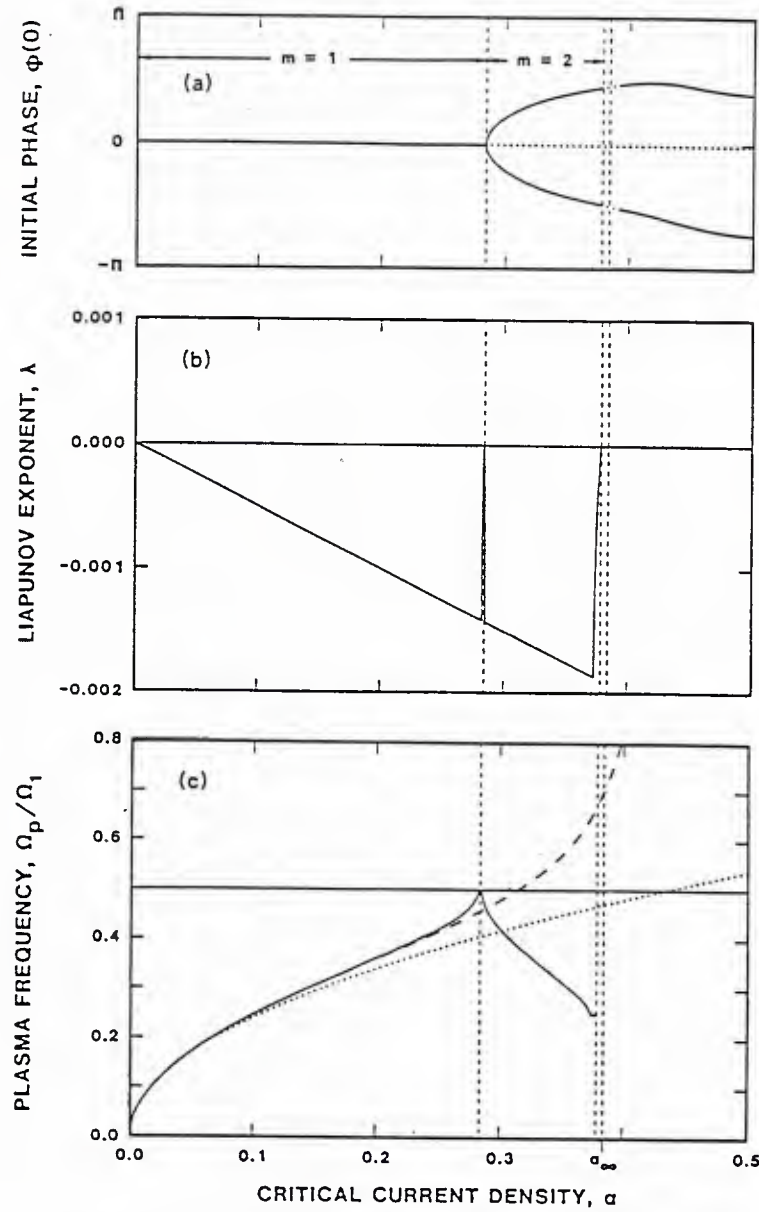 INITIAL PHASE, ϕ(0)
Π
0
-Π
(a)
m = 1
m = 2
LIAPUNOV EXPONENT, λ
0.001
0.000
-0.001
-0.002
(b)
PLASMA FREQUENCY, Ωp/Ω1
0.8
0.6
0.4
0.2
0.0
(c)
0.0
0.1
0.2
0.3
α∞
0.5
CRITICAL CURRENT DENSITY, α